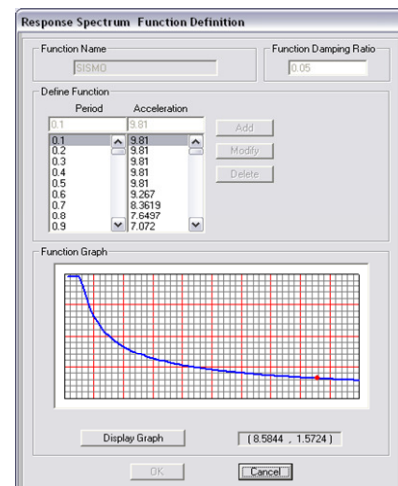 Response Spectrum Function Definition
Function Name
Function Damping Ratio
SISMO
0.05
Define Function
Period Acceleration
0.1 9.81 Add
0.1 9.81
0.2 9.81 Modify
0.3 9.81
0.4 9.81 Delete
0.5 9.81
0.6 9.267
0.7 8.3619
0.8 7.6497
0.9 7.072
Function Graph
Display Graph (8.5844 , 1.5724)
OK Cancel